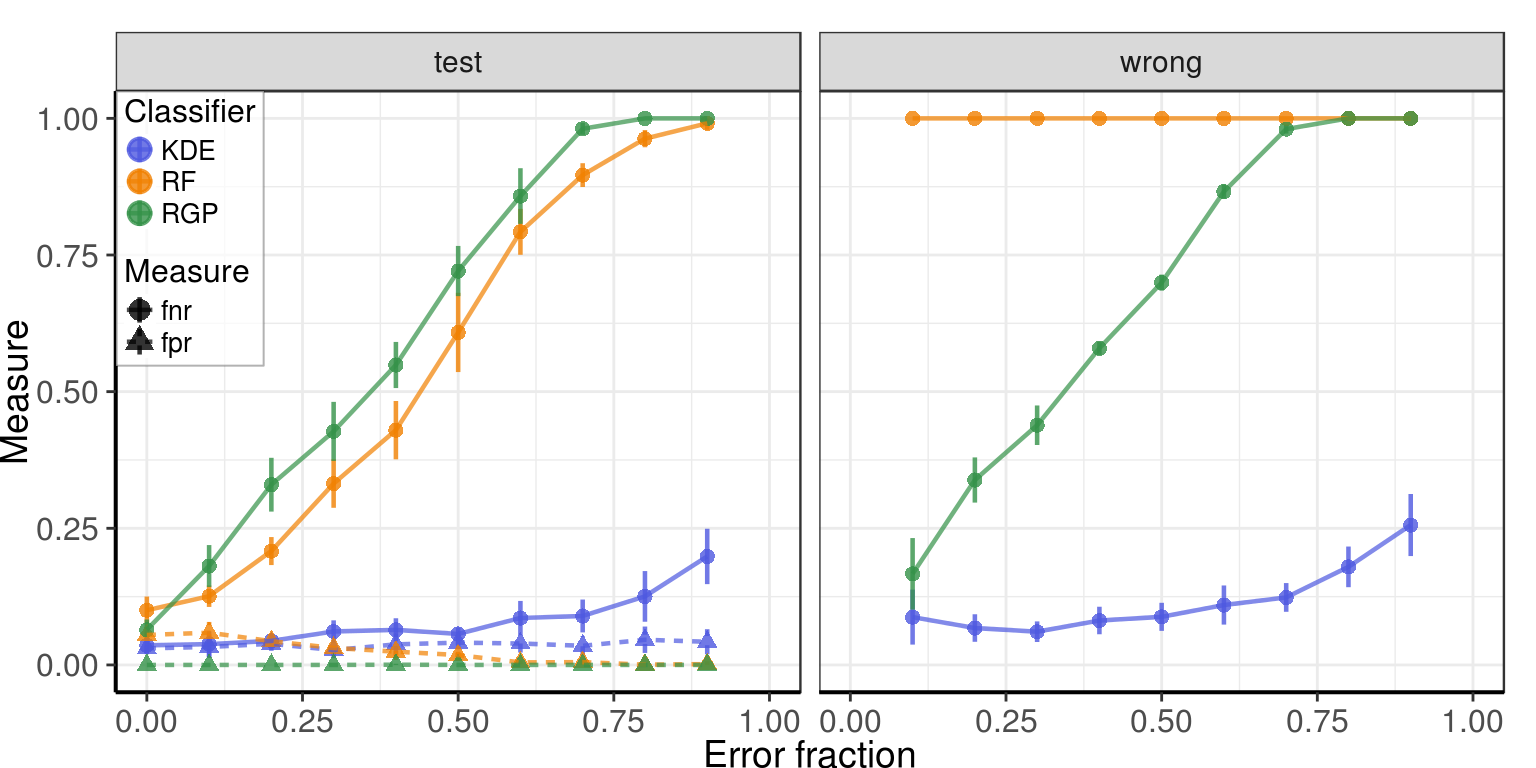 test
wrong
Classifier
KDE
RF
RGP
Measure
fnr
fpr
1.00
0.75
0.50
0.25
0.00
Measure
0.00 0.25 0.50 0.75 1.00
0.00 0.25 0.50 0.75 1.00
Error fraction